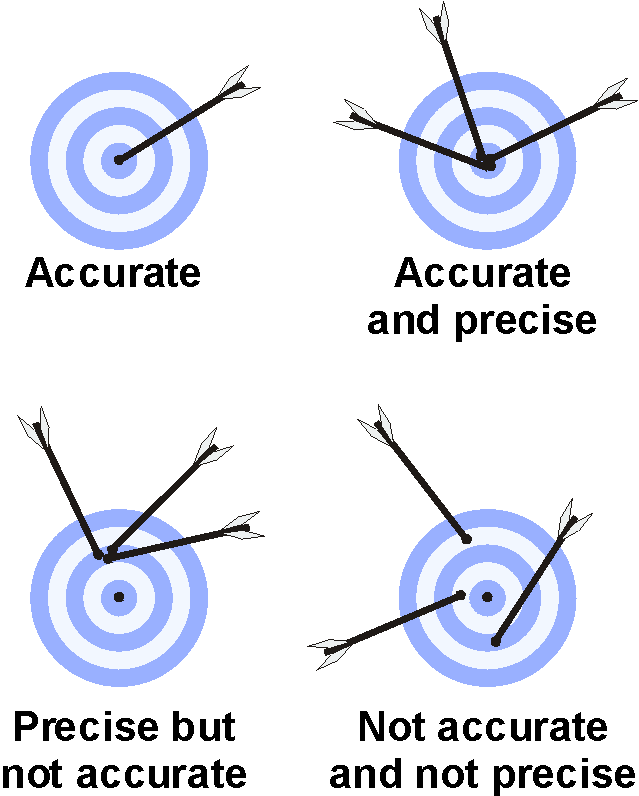 Accurate
Accurate
and precise
Precise but
not accurate
Not accurate
and not precise